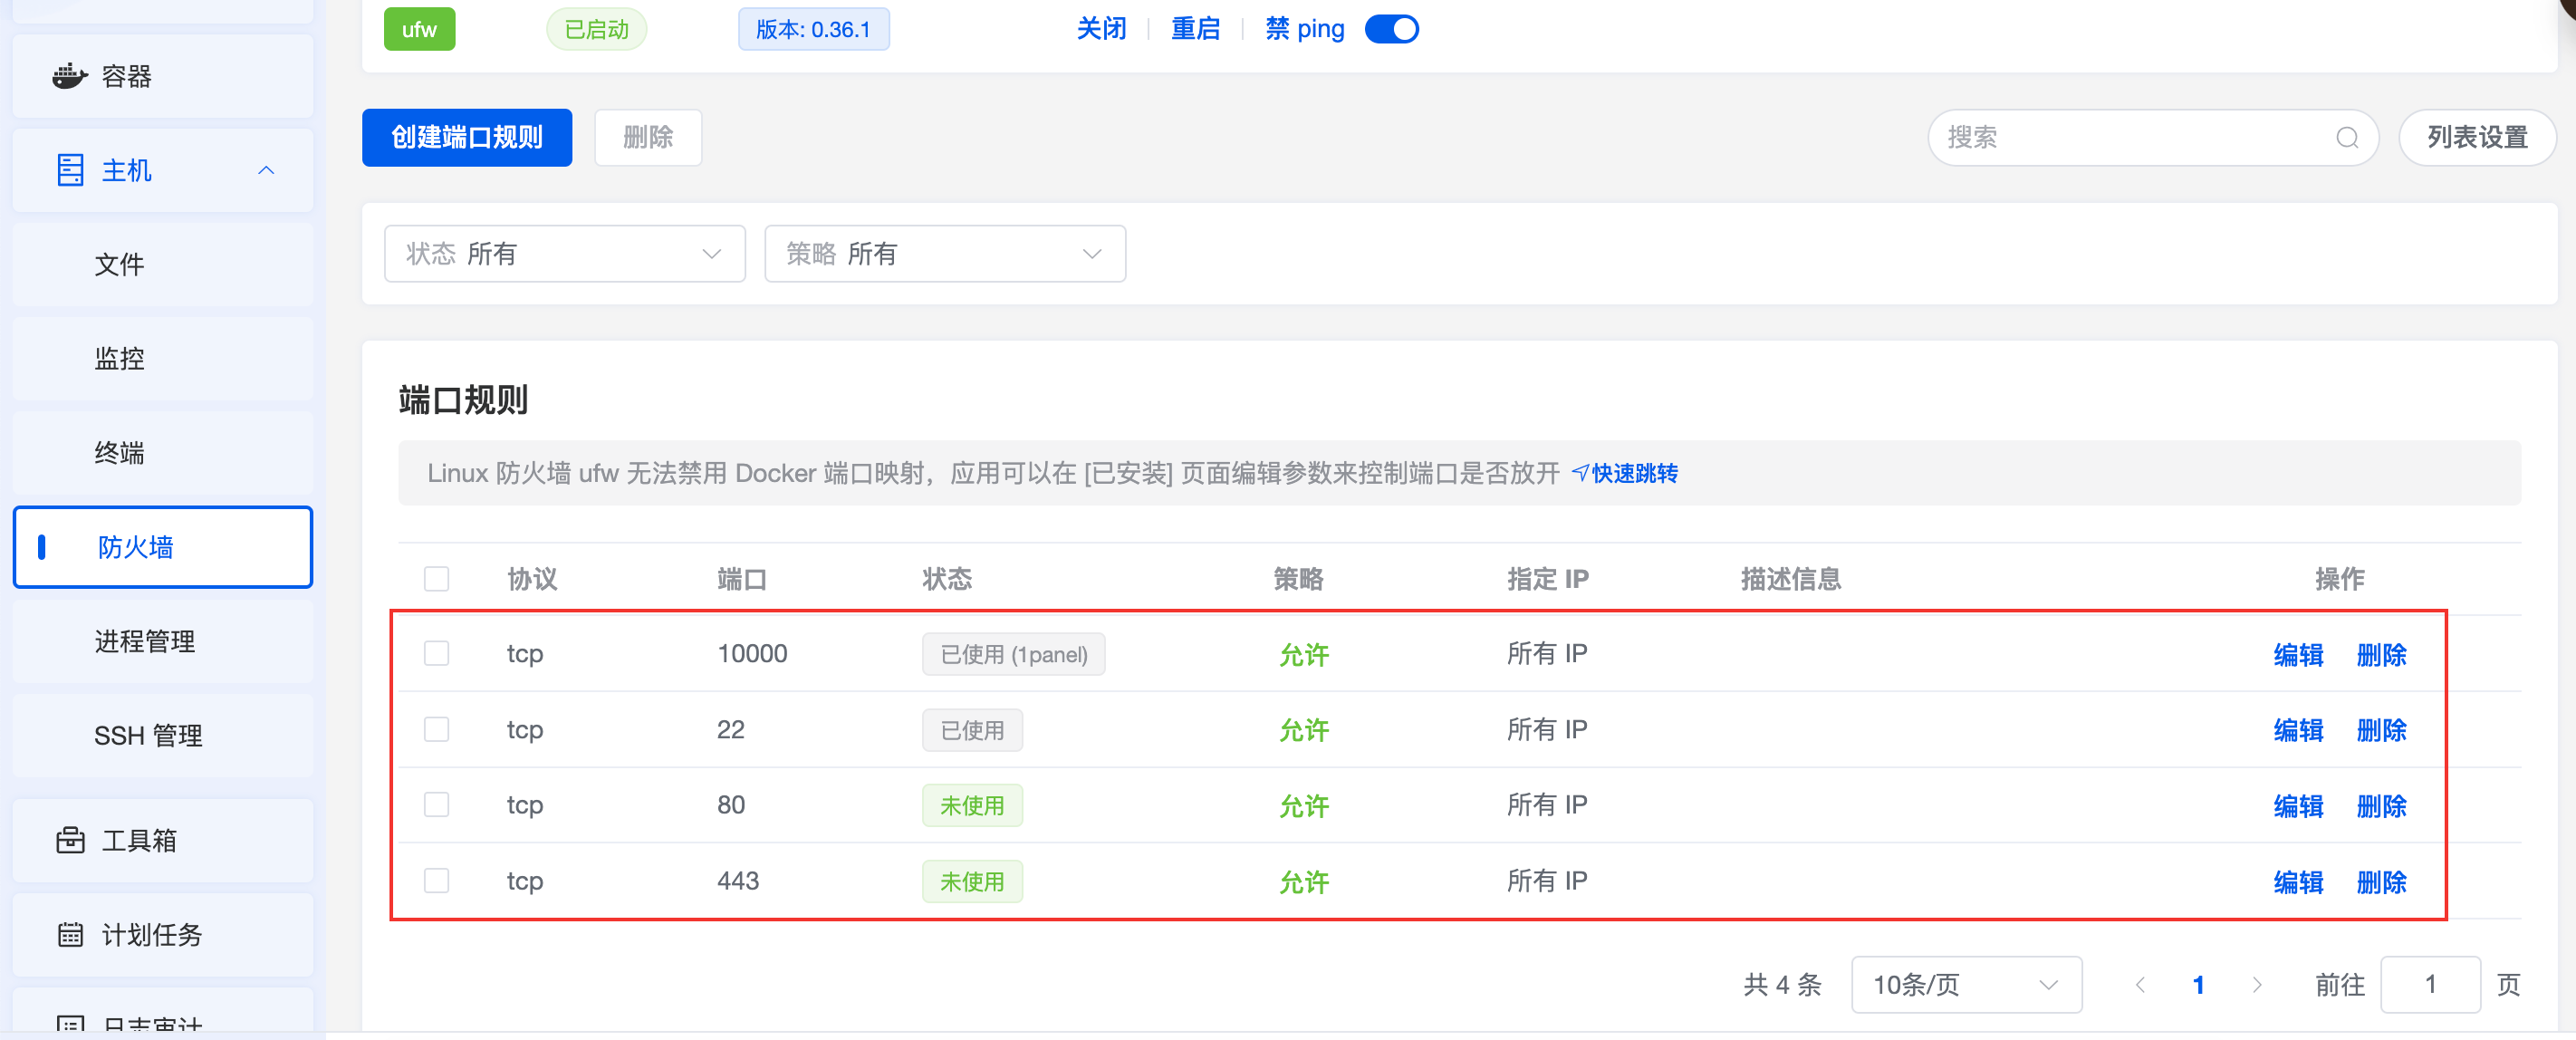 ufw 已启动 版本: 0.36.1 关闭 重启 禁 ping
容器
主机
文件
监控
终端
防火墙
进程管理
SSH 管理
工具箱
计划任务
日志审计
创建端口规则 删除 搜索 列表设置
状态 所有 策略 所有
端口规则
Linux 防火墙 ufw 无法禁用 Docker 端口映射，应用可以在 [已安装] 页面编辑参数来控制端口是否放开 快速跳转
协议 端口 状态 策略 指定 IP 描述信息 操作
tcp 10000 已使用 (1panel) 允许 所有 IP 编辑 删除
tcp 22 已使用 允许 所有 IP 编辑 删除
tcp 80 未使用 允许 所有 IP 编辑 删除
tcp 443 未使用 允许 所有 IP 编辑 删除
共 4 条 10条/页 1 前往 1 页